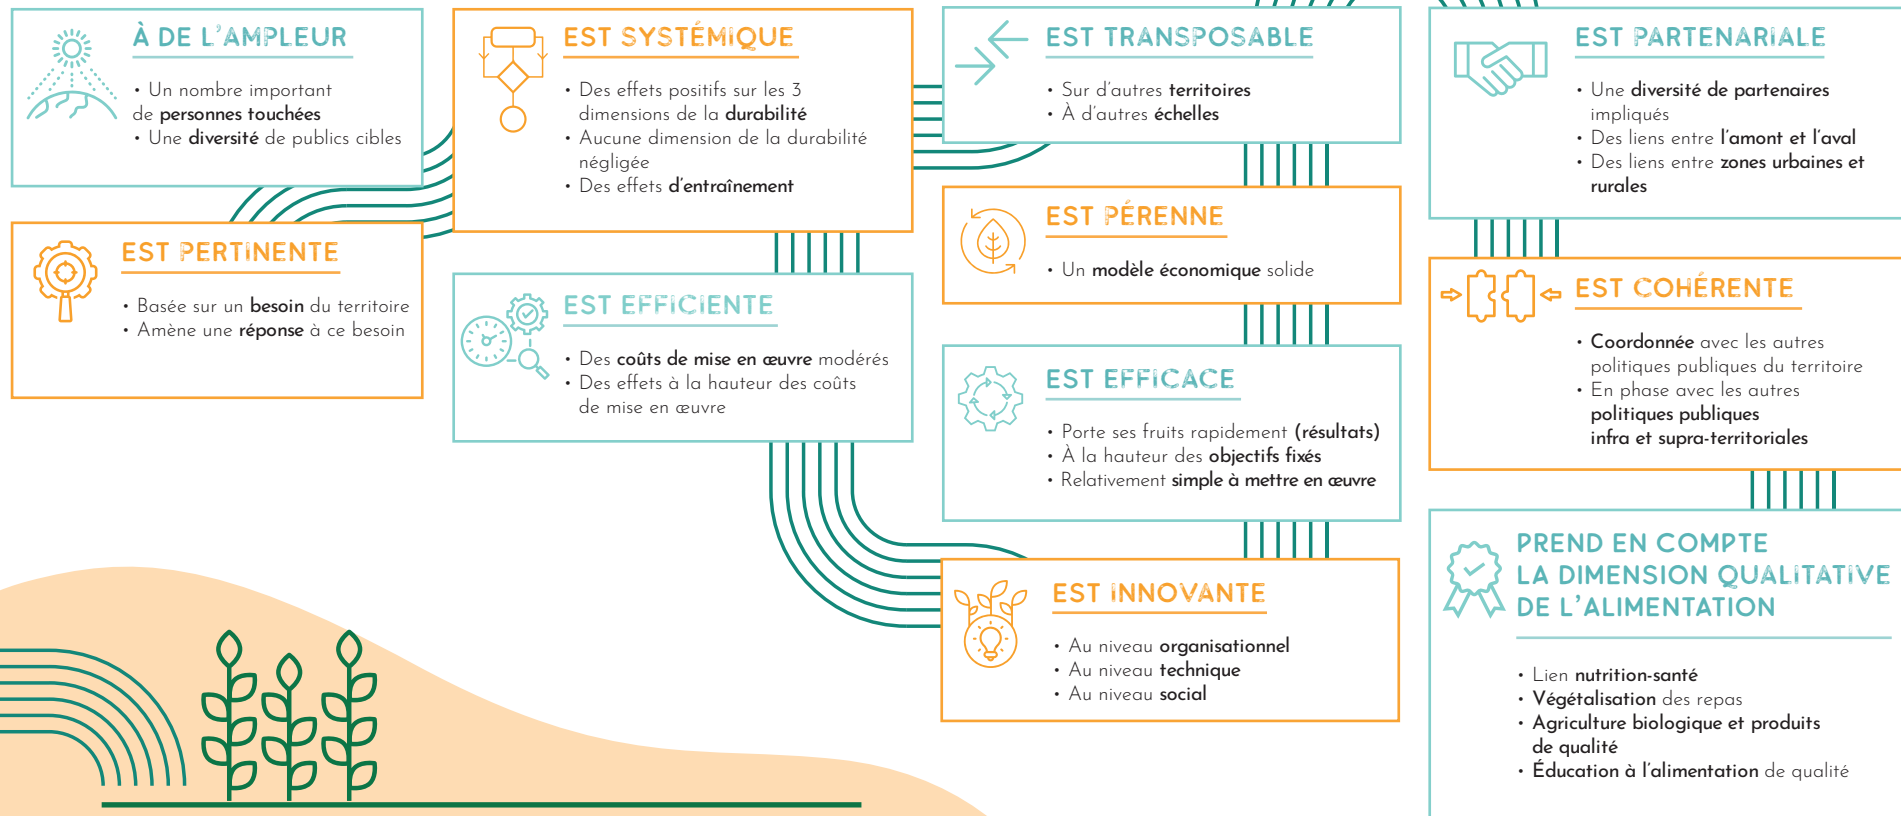 À DE L'AMPLEUR
• Un nombre important
de personnes touchées
• Une diversité de publics cibles
EST PERTINENTE
• Basée sur un besoin du territoire
• Amène une réponse à ce besoin
EST SYSTÉMIQUE
• Des effets positifs sur les 3
dimensions de la durabilité
• Aucune dimension de la durabilité
négligée
• Des effets d'entraînement
EST EFFICIENTE
• Des coûts de mise en œuvre modérés
• Des effets à la hauteur des coûts
de mise en œuvre
EST TRANSPOSABLE
• Sur d'autres territoires
• À d'autres échelles
EST PÉRENNE
• Un modèle économique solide
EST EFFICACE
• Porte ses fruits rapidement (résultats)
• À la hauteur des objectifs fixés
• Relativement simple à mettre en œuvre
EST INNOVANTE
• Au niveau organisationnel
• Au niveau technique
• Au niveau social
EST PARTENARIALE
• Une diversité de partenaires
impliqués
• Des liens entre l'amont et l'aval
• Des liens entre zones urbaines et
rurales
EST COHÉRENTE
• Coordonnée avec les autres
politiques publiques du territoire
• En phase avec les autres
politiques publiques
infra et supra-territoriales
PREND EN COMPTE
LA DIMENSION QUALITATIVE
DE L'ALIMENTATION
• Lien nutrition-santé
• Végétalisation des repas
• Agriculture biologique et produits
de qualité
• Éducation à l'alimentation de qualité